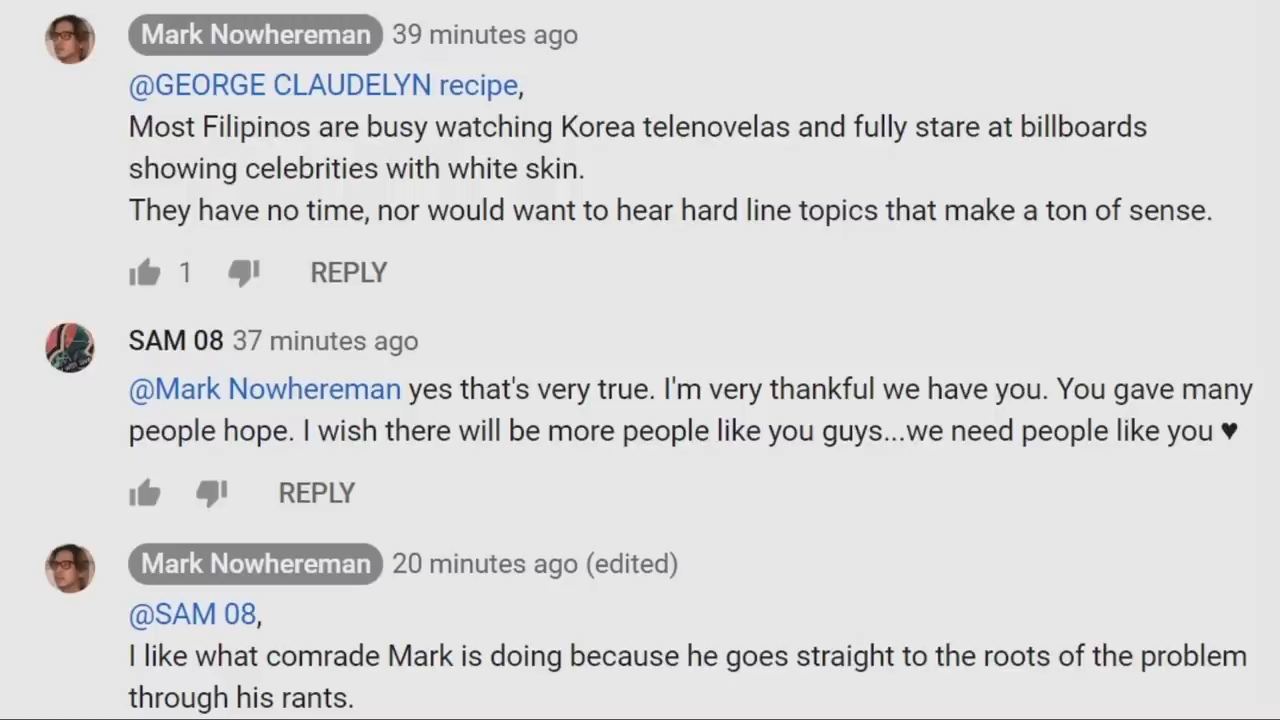 Mark Nowhereman 39 minutes ago
@GEORGE CLAUDELYN recipe,
Most Filipinos are busy watching Korea telenovelas and fully stare at billboards
showing celebrities with white skin.
They have no time, nor would want to hear hard line topics that make a ton of sense.
1 REPLY
SAM 08 37 minutes ago
@Mark Nowhereman yes that's very true. I'm very thankful we have you. You gave many
people hope. I wish there will be more people like you guys...we need people like you ♥
REPLY
Mark Nowhereman 20 minutes ago (edited)
@SAM 08,
I like what comrade Mark is doing because he goes straight to the roots of the problem
through his rants.